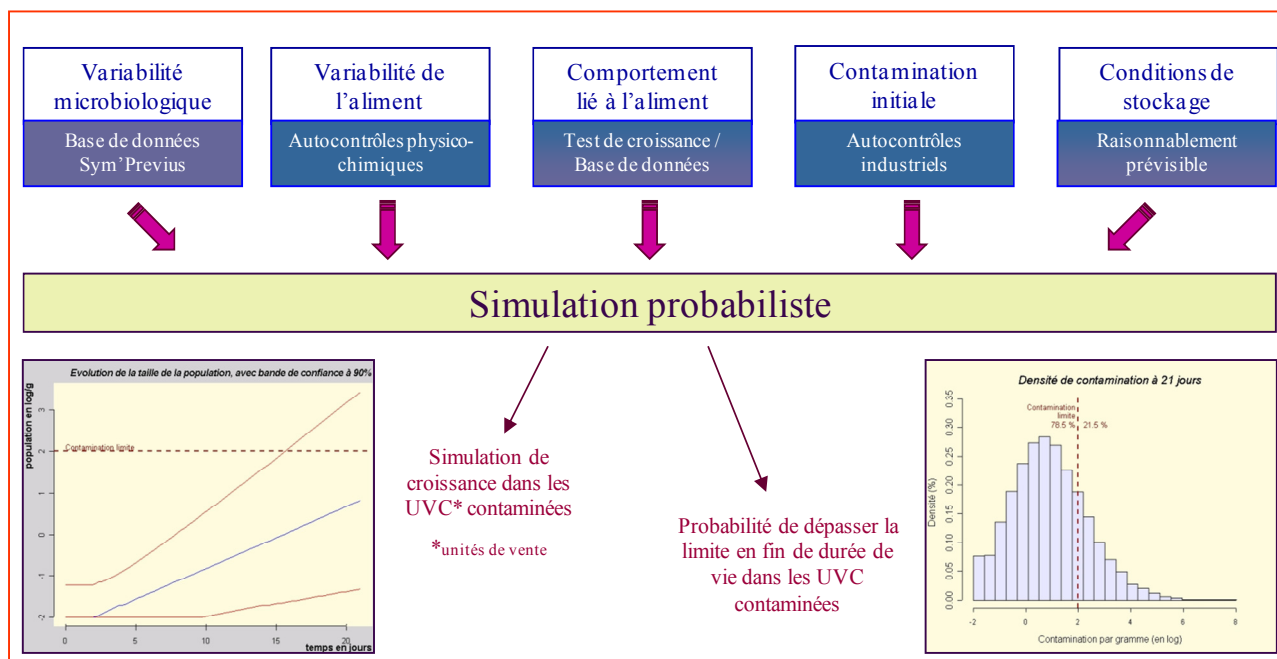 Variabilité
microbiologique
Base de données
Sym’Previus
Variabilité de
l’aliment
Autocontrôles physico-
chimiques
Comportement
lié à l’aliment
Test de croissance /
Base de données
Contamination
initiale
Autocontrôles
industriels
Conditions de
stockage
Raisonnablement
prévisible
Simulation probabiliste
Evolution de la taille de la population, avec bande de confiance à 90%
population en log/g
3
2
1
0
-1
-2
Contamination limite
0
5
10
15
20
temps en jours
Simulation de
croissance dans les
UVC* contaminées
*unités de vente
Probabilité de dépasser la
limite en fin de durée de
vie dans les UVC
contaminées
Densité de contamination à 21 jours
Contamination
limite
78.5 %
21.5 %
Densité (%)
0.35
0.30
0.25
0.20
0.15
0.10
0.05
0.00
-2
0
2
4
6
8
Contamination par gramme (en log)